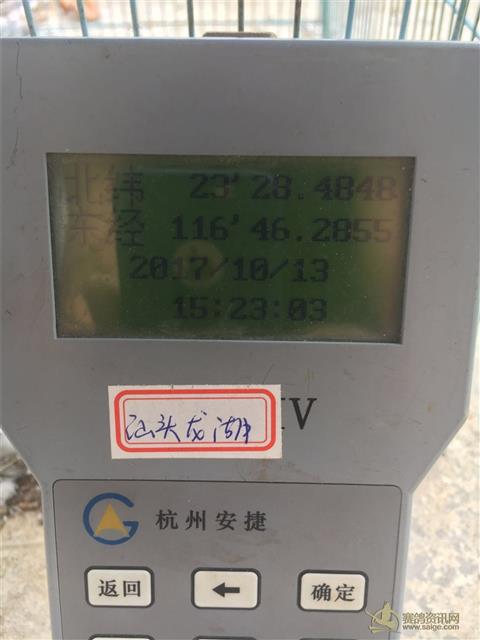 北纬 23'28.4848
东经 116'46.2855
2017/10/13
15:23:03
汕头龙湖
IV
杭州安捷
返回 ← 确定
赛鸽资讯网
www.saige.com